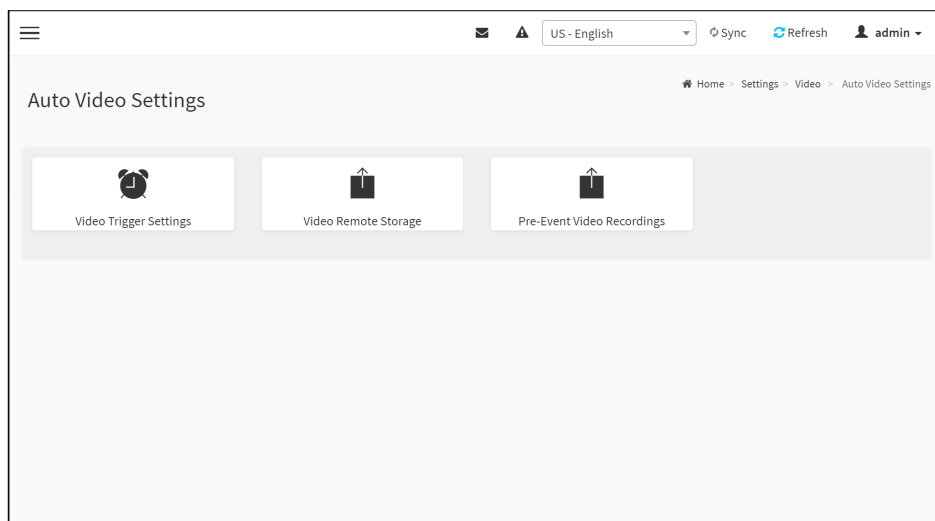 US - English Sync Refresh admin
Home > Settings > Video > Auto Video Settings
Auto Video Settings
Video Trigger Settings
Video Remote Storage
Pre-Event Video Recordings